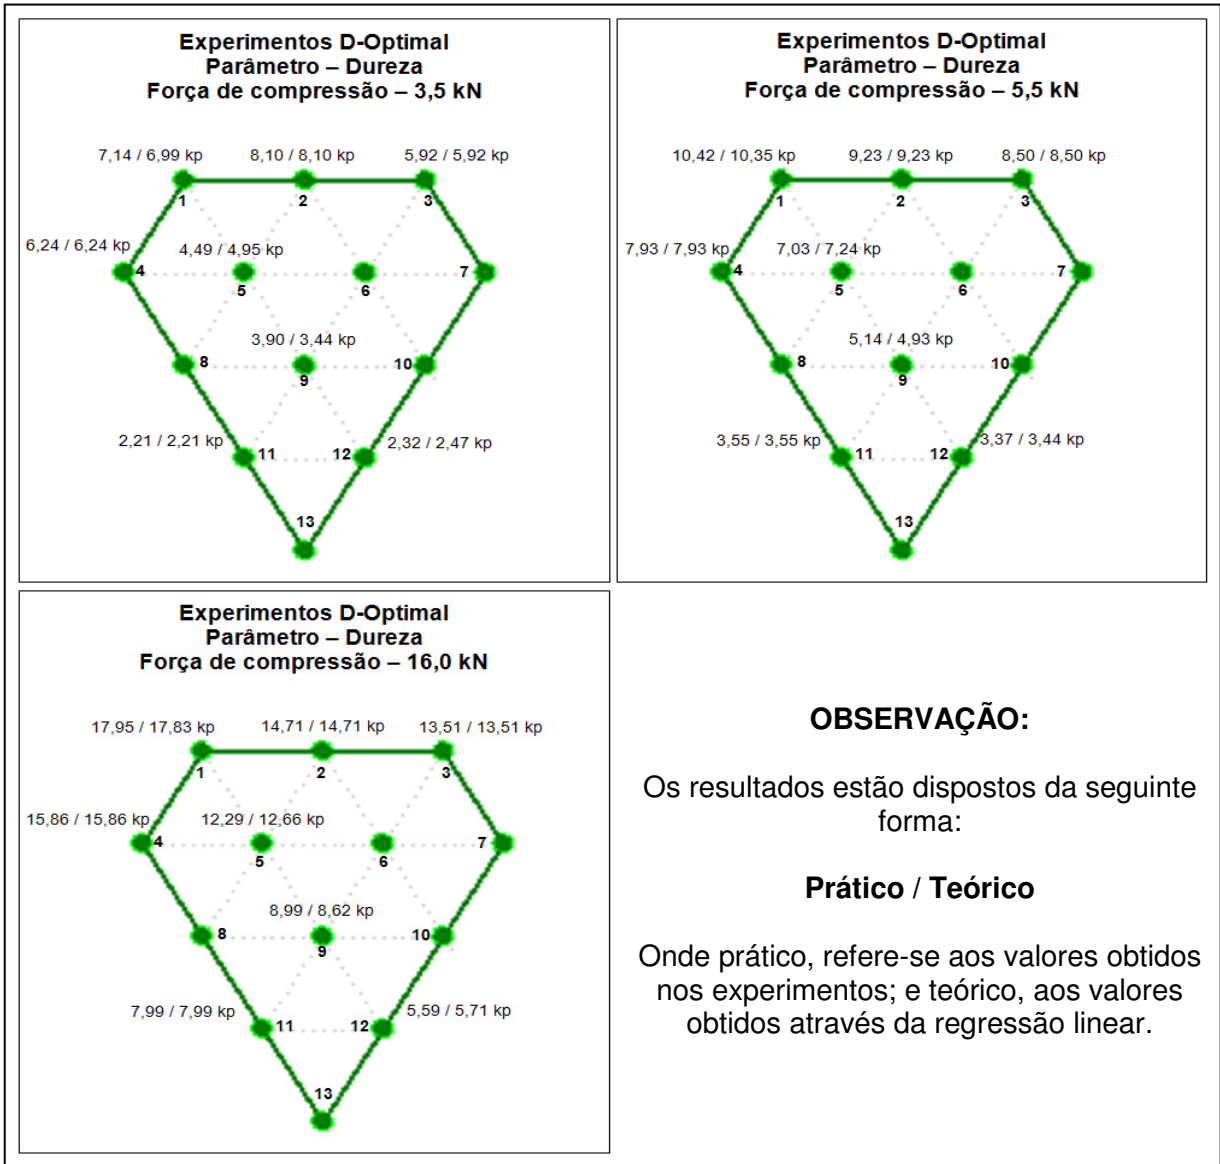 Experimentos D-Optimal
Parâmetro – Dureza
Força de compressão – 3,5 kN
7,14 / 6,99 kp 8,10 / 8,10 kp 5,92 / 5,92 kp
1 2 3
6,24 / 6,24 kp 4,49 / 4,95 kp
4 5 6 7
3,90 / 3,44 kp
8 9 10
2,21 / 2,21 kp 2,32 / 2,47 kp
11 12
13
Experimentos D-Optimal
Parâmetro – Dureza
Força de compressão – 5,5 kN
10,42 / 10,35 kp 9,23 / 9,23 kp 8,50 / 8,50 kp
1 2 3
7,93 / 7,93 kp 7,03 / 7,24 kp
4 5 6 7
5,14 / 4,93 kp
8 9 10
3,55 / 3,55 kp 3,37 / 3,44 kp
11 12
13
Experimentos D-Optimal
Parâmetro – Dureza
Força de compressão – 16,0 kN
17,95 / 17,83 kp 14,71 / 14,71 kp 13,51 / 13,51 kp
1 2 3
15,86 / 15,86 kp 12,29 / 12,66 kp
4 5 6 7
8,99 / 8,62 kp
8 9 10
7,99 / 7,99 kp 5,59 / 5,71 kp
11 12
13
OBSERVAÇÃO:
Os resultados estão dispostos da seguinte
forma:
Prático / Teórico
Onde prático, refere-se aos valores obtidos
nos experimentos; e teórico, aos valores
obtidos através da regressão linear.